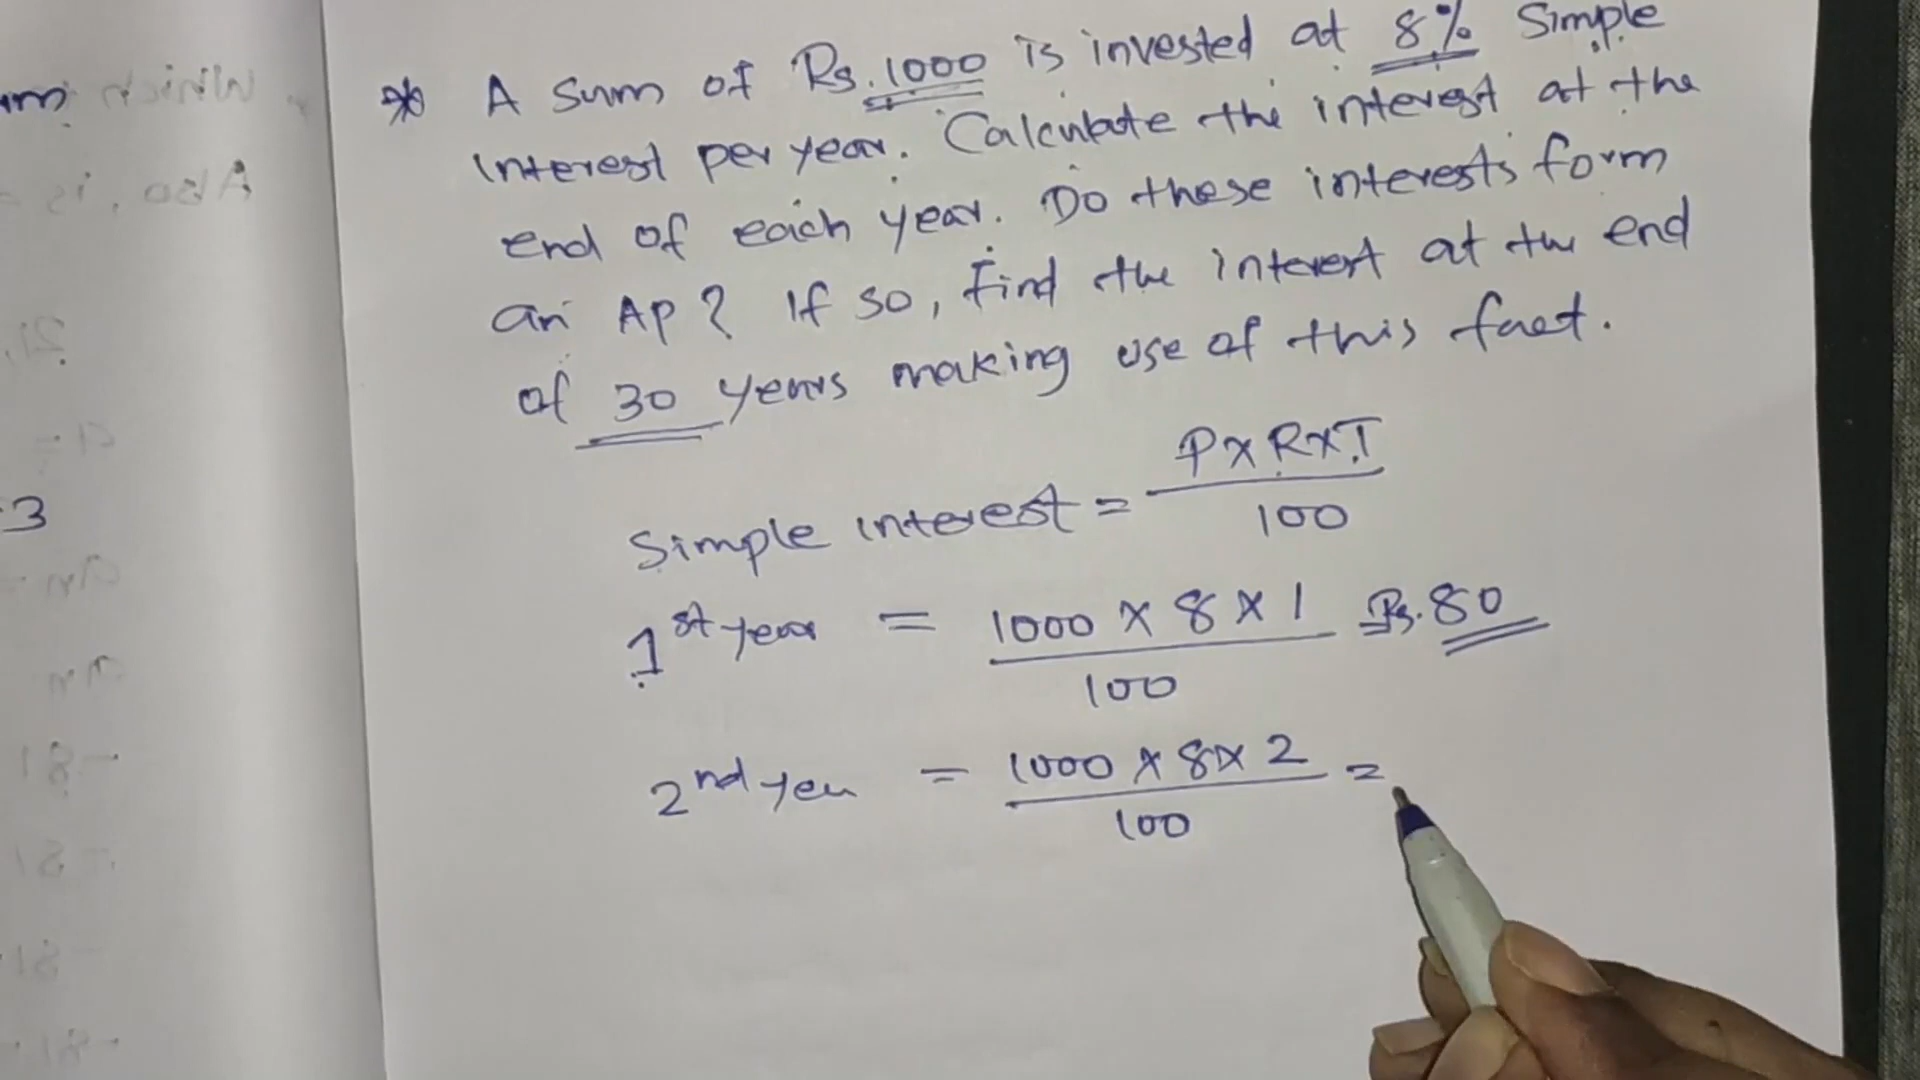 * A sum of Rs.1000 is invested at 8% simple
interest per year. Calculate the interest at the
end of each year. Do these interests form
an AP? If so, find the interest at the end
of 30 years making use of this fact.
Simple interest = P x R x T
100
1st year = 1000 x 8 x 1 Rs.80
100
2nd yea = 1000 x 8 x 2 =
100
3